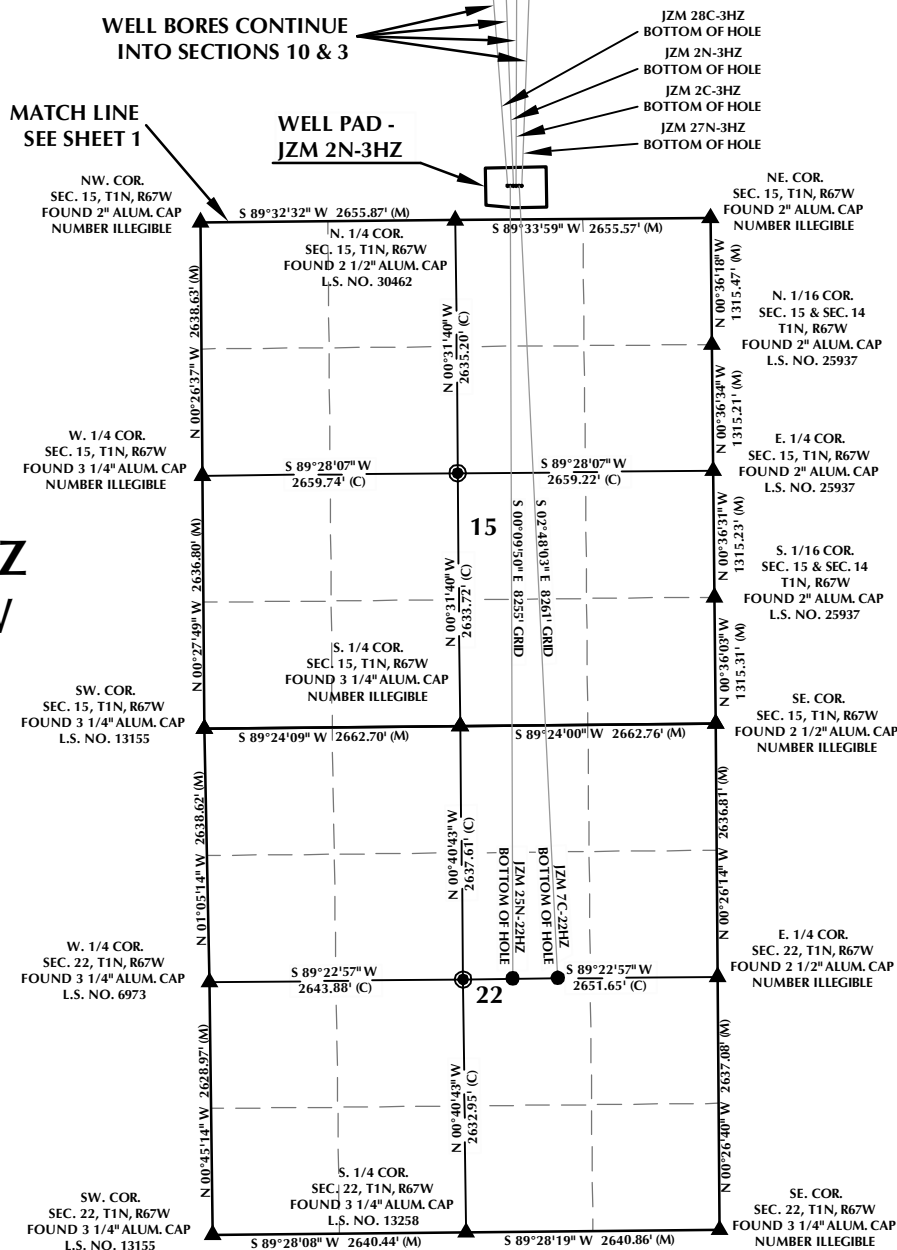 WELL BORES CONTINUE
INTO SECTIONS 10 & 3
JZM 28C-3HZ
BOTTOM OF HOLE
JZM 2N-3HZ
BOTTOM OF HOLE
JZM 2C-3HZ
BOTTOM OF HOLE
JZM 27N-3HZ
BOTTOM OF HOLE
MATCH LINE
SEE SHEET 1
WELL PAD -
JZM 2N-3HZ
NW. COR.
SEC. 15, T1N, R67W
FOUND 2" ALUM. CAP
NUMBER ILLEGIBLE
S 89°32'32" W 2655.87' (M)
N. 1/4 COR.
SEC. 15, T1N, R67W
FOUND 2 1/2" ALUM. CAP
L.S. NO. 30462
S 89°33'59" W 2655.57' (M)
NE. COR.
SEC. 15, T1N, R67W
FOUND 2" ALUM. CAP
NUMBER ILLEGIBLE
N 00°26'37" W 2638.63' (M)
N 00°31'40" W
2635.20' (C)
N 00°36'18" W
1315.47' (M)
N. 1/16 COR.
SEC. 15 & SEC. 14
T1N, R67W
FOUND 2" ALUM. CAP
L.S. NO. 25937
N 00°36'34" W
1315.21' (M)
W. 1/4 COR.
SEC. 15, T1N, R67W
FOUND 3 1/4" ALUM. CAP
NUMBER ILLEGIBLE
S 89°28'07" W
2659.74' (C)
S 89°28'07" W
2659.22' (C)
E. 1/4 COR.
SEC. 15, T1N, R67W
FOUND 2" ALUM. CAP
L.S. NO. 25937
15
Z
N 00°27'49" W 2636.80' (M)
N 00°31'40" W
2633.72' (C)
S 00°09'50" E 8255' GRID
S 02°48'03" E 8261' GRID
N 00°36'31" W
1315.23' (M)
S. 1/16 COR.
SEC. 15 & SEC. 14
T1N, R67W
FOUND 2" ALUM. CAP
L.S. NO. 25937
N 00°36'03" W
1315.31' (M)
S. 1/4 COR.
SEC. 15, T1N, R67W
FOUND 3 1/4" ALUM. CAP
NUMBER ILLEGIBLE
SW. COR.
SEC. 15, T1N, R67W
FOUND 3 1/4" ALUM. CAP
L.S. NO. 13155
S 89°24'09" W 2662.70' (M)
S 89°24'00" W 2662.76' (M)
SE. COR.
SEC. 15, T1N, R67W
FOUND 2 1/2" ALUM. CAP
NUMBER ILLEGIBLE
N 01°05'14" W 2638.62' (M)
N 00°40'43" W
2637.61' (C)
JZM 25N-22HZ
BOTTOM OF HOLE
JZM 7C-22HZ
BOTTOM OF HOLE
N 00°26'14" W 2636.81' (M)
W. 1/4 COR.
SEC. 22, T1N, R67W
FOUND 3 1/4" ALUM. CAP
L.S. NO. 6973
S 89°22'57" W
2643.88' (C)
22
S 89°22'57" W
2651.65' (C)
E. 1/4 COR.
SEC. 22, T1N, R67W
FOUND 2 1/2" ALUM. CAP
NUMBER ILLEGIBLE
N 00°45'14" W 2628.97' (M)
N 00°40'43" W
2632.95' (C)
N 00°26'40" W 2637.08' (M)
S. 1/4 COR.
SEC. 22, T1N, R67W
FOUND 3 1/4" ALUM. CAP
L.S. NO. 13258
SW. COR.
SEC. 22, T1N, R67W
FOUND 3 1/4" ALUM. CAP
L.S. NO. 13155
S 89°28'08" W 2640.44' (M)
S 89°28'19" W 2640.86' (M)
SE. COR.
SEC. 22, T1N, R67W
FOUND 3 1/4" ALUM. CAP
NUMBER ILLEGIBLE